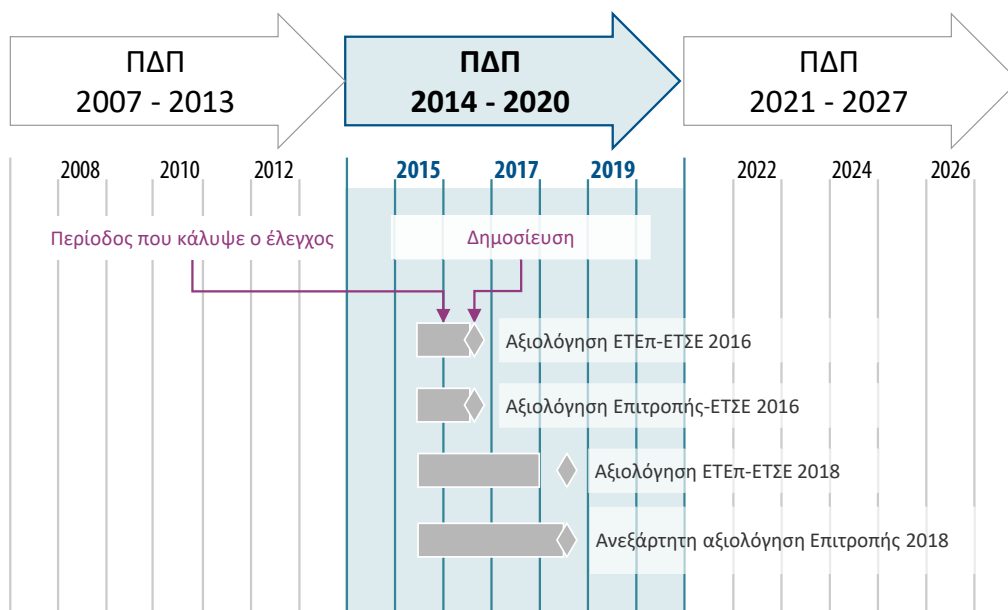 ΠΔΠ
2007 - 2013
ΠΔΠ
2014 - 2020
ΠΔΠ
2021 - 2027
2008 2010 2012 2015 2017 2019 2022 2024 2026
Περίοδος που κάλυψε ο έλεγχος
Δημοσίευση
Αξιολόγηση ΕΤΕπ-ΕΤΣΕ 2016
Αξιολόγηση Επιτροπής-ΕΤΣΕ 2016
Αξιολόγηση ΕΤΕπ-ΕΤΣΕ 2018
Ανεξάρτητη αξιολόγηση Επιτροπής 2018